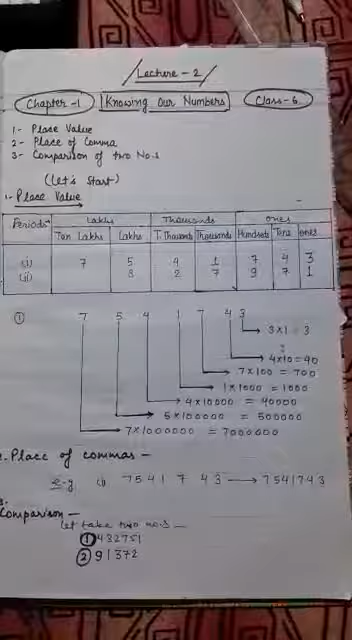 Lecture - 2
Chapter - 1 Knowing Our Numbers Class - 6
1- Place Value
2- Place of Comma
3- Comparison of two No.s
(Let's Start)
1- Place Value
Periods Lakhs Thousands Ones
Ten Lakhs Lakhs T. Thousands Thousands Hundreds Tens ones
(i) 7 5 4 1 7 4 3
(ii) 3 2 7 9 7 1
① 7 5 4 1 7 4 3
3×1 = 3
4×10 = 40
7×100 = 700
1×1000 = 1000
4×10000 = 40000
5×100000 = 500000
7×1000000 = 7000000
2. Place of commas -
e.g (i) 7541 7 43 → 7541743
3.
Comparison -
Let take two no.s -
① 432751
② 91372